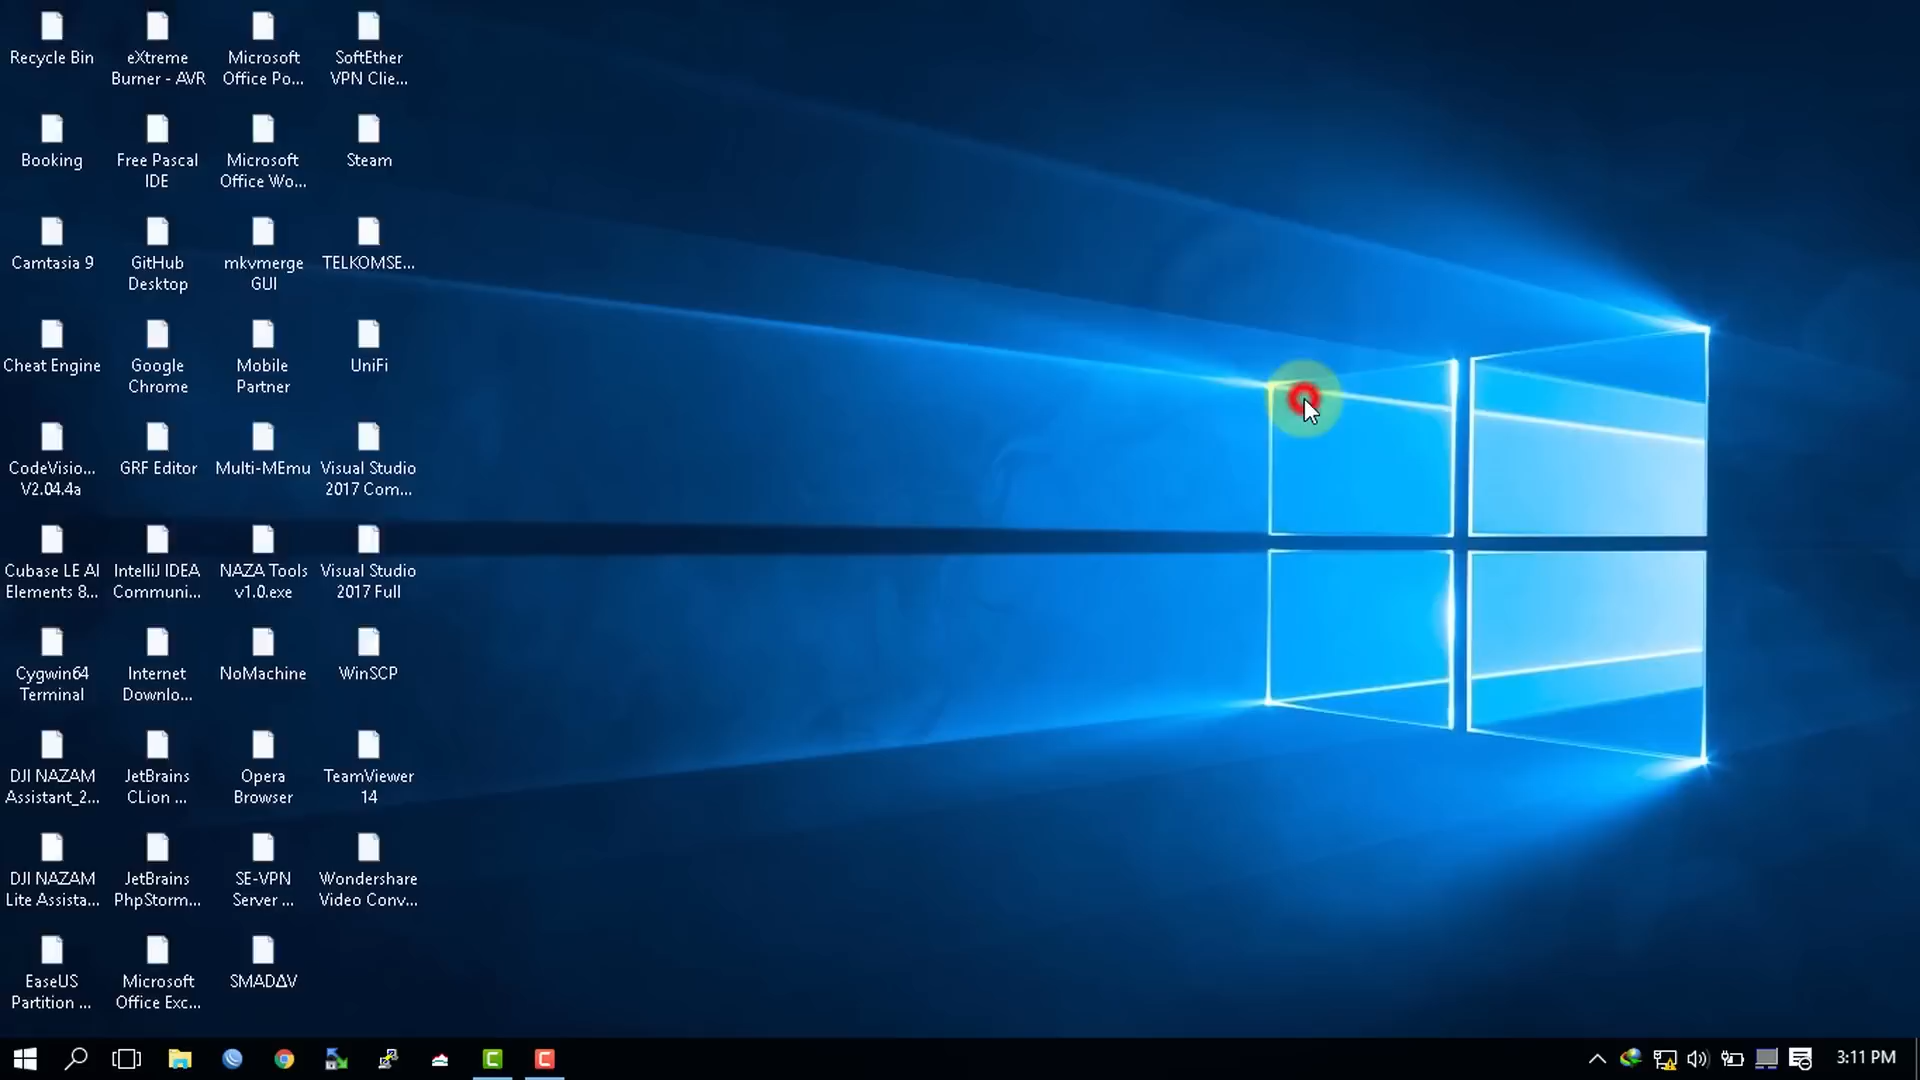 Recycle Bin
eXtreme
Burner - AVR
Microsoft
Office Po...
SoftEther
VPN Clie...
Booking
Free Pascal
IDE
Microsoft
Office Wo...
Steam
Camtasia 9
GitHub
Desktop
mkvmerge
GUI
TELKOMSE...
Cheat Engine
Google
Chrome
Mobile
Partner
UniFi
CodeVisio...
V2.04.4a
GRF Editor
Multi-MEmu
Visual Studio
2017 Com...
Cubase LE AI
Elements 8...
IntelliJ IDEA
Communi...
NAZA Tools
v1.0.exe
Visual Studio
2017 Full
Cygwin64
Terminal
Internet
Downlo...
NoMachine
WinSCP
DJI NAZAM
Assistant_2...
JetBrains
CLion ...
Opera
Browser
TeamViewer
14
DJI NAZAM
Lite Assista...
JetBrains
PhpStorm...
SE-VPN
Server ...
Wondershare
Video Conv...
EaseUS
Partition ...
Microsoft
Office Exc...
SMADΔV
3:11 PM